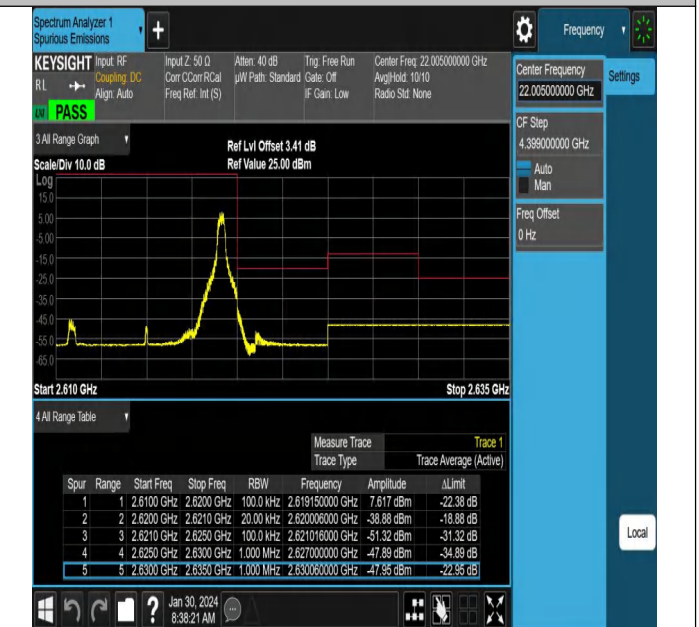 Spectrum Analyzer 1
Spurious Emissions
Frequency
KEYSIGHT
RL
Input: RF
Coupling: DC
Align: Auto
Input Z: 50 Ω
Corr CCorr RCal
Freq Ref: Int (S)
Atten: 40 dB
µW Path: Standard
Trig: Free Run
Gate: Off
IF Gain: Low
Center Freq: 22.005000000 GHz
Avg|Hold: 10/10
Radio Std: None
PASS
Center Frequency
22.005000000 GHz
Settings
CF Step
4.399000000 GHz
Auto
Man
Freq Offset
0 Hz
3 All Range Graph
Ref Lvl Offset 3.41 dB
Scale/Div 10.0 dB
Ref Value 25.00 dBm
Log
15.0
5.00
-5.00
-15.0
-25.0
-35.0
-45.0
-55.0
-65.0
Start 2.610 GHz
Stop 2.635 GHz
4 All Range Table
Measure Trace Trace 1
Trace Type Trace Average (Active)
Spur Range Start Freq Stop Freq RBW Frequency Amplitude ΔLimit
1 1 2.6100 GHz 2.6200 GHz 100.0 kHz 2.619150000 GHz 7.617 dBm -22.38 dB
2 2 2.6200 GHz 2.6210 GHz 20.00 kHz 2.620006000 GHz -38.88 dBm -18.88 dB
3 3 2.6210 GHz 2.6250 GHz 100.0 kHz 2.621016000 GHz -51.32 dBm -31.32 dB
4 4 2.6250 GHz 2.6300 GHz 1.000 MHz 2.627000000 GHz -47.89 dBm -34.89 dB
5 5 2.6300 GHz 2.6350 GHz 1.000 MHz 2.630060000 GHz -47.95 dBm -22.95 dB
Local
?
Jan 30, 2024
8:38:21 AM